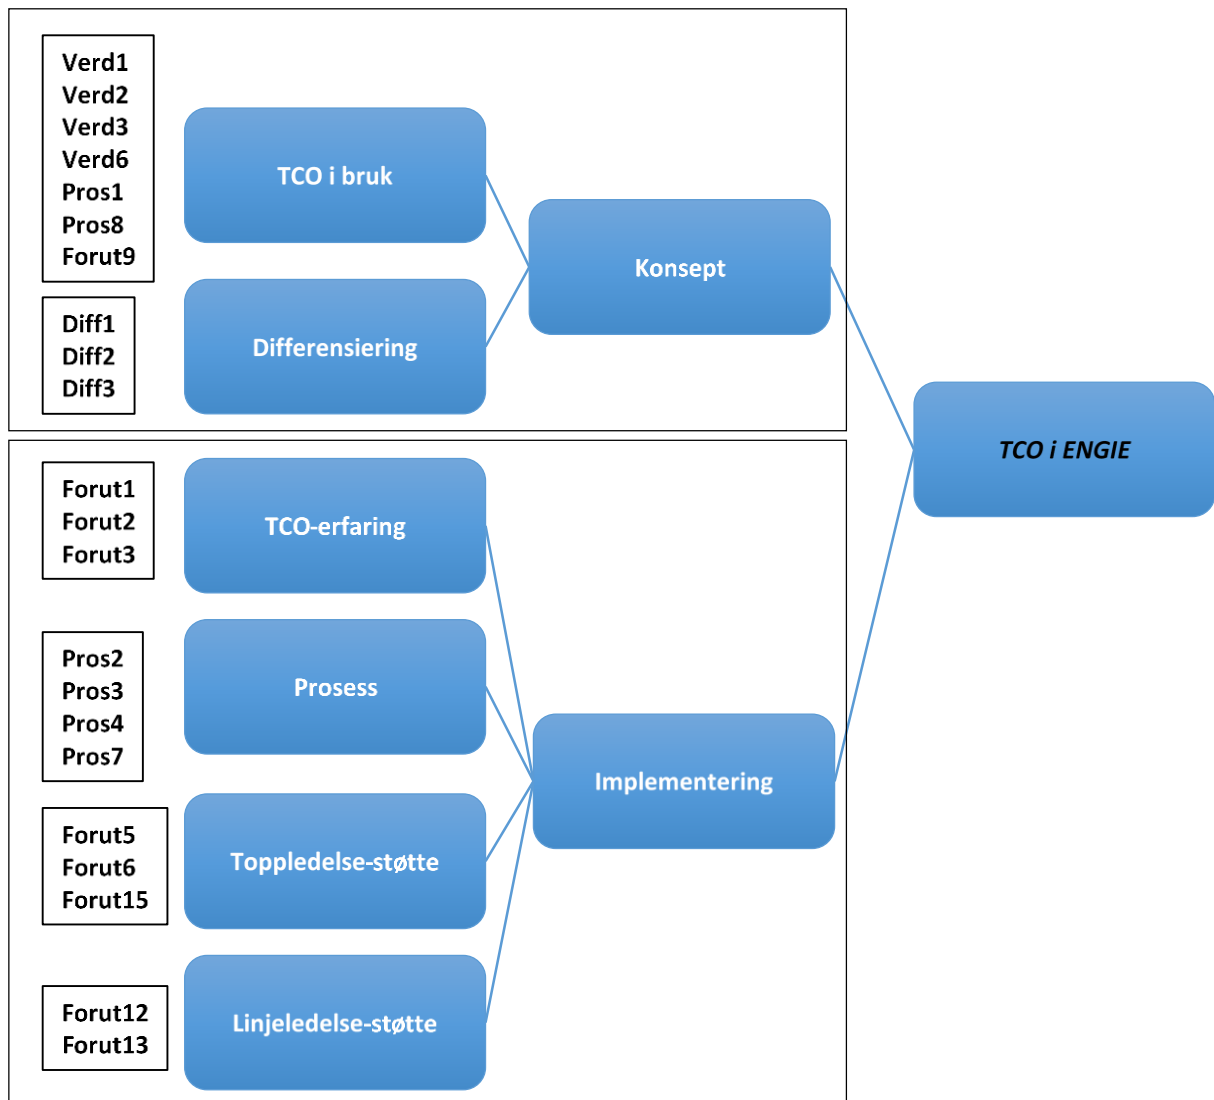 Verd1
Verd2
Verd3
Verd6
Pros1
Pros8
Forut9
TCO i bruk
Diff1
Diff2
Diff3
Differensiering
Konsept
Forut1
Forut2
Forut3
TCO-erfaring
Pros2
Pros3
Pros4
Pros7
Prosess
Forut5
Forut6
Forut15
Toppledelse-støtte
Forut12
Forut13
Linjeledelse-støtte
Implementering
TCO i ENGIE